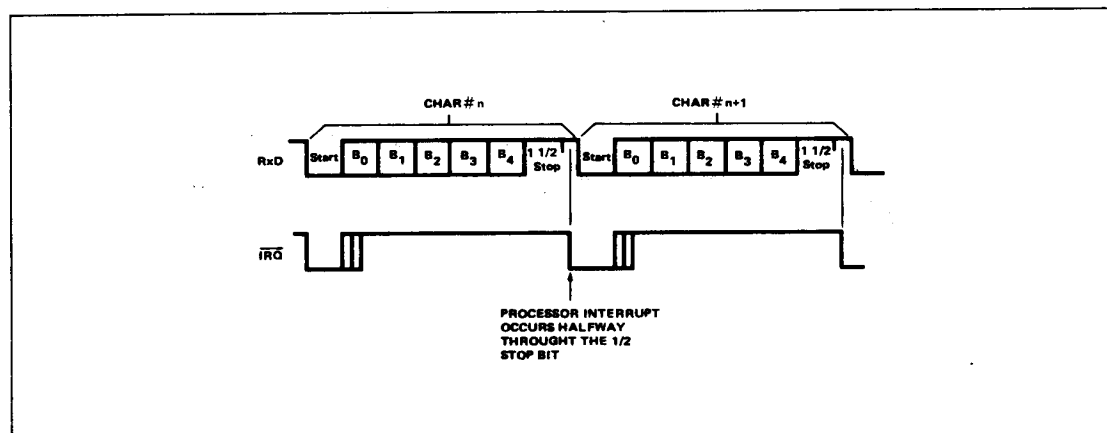 CHAR # n CHAR # n+1
RxD Start B0 B1 B2 B3 B4 1 1/2 Stop Start B0 B1 B2 B3 B4 1 1/2 Stop
IRQ
PROCESSOR INTERRUPT
OCCURS HALFWAY
THROUGHT THE 1/2
STOP BIT